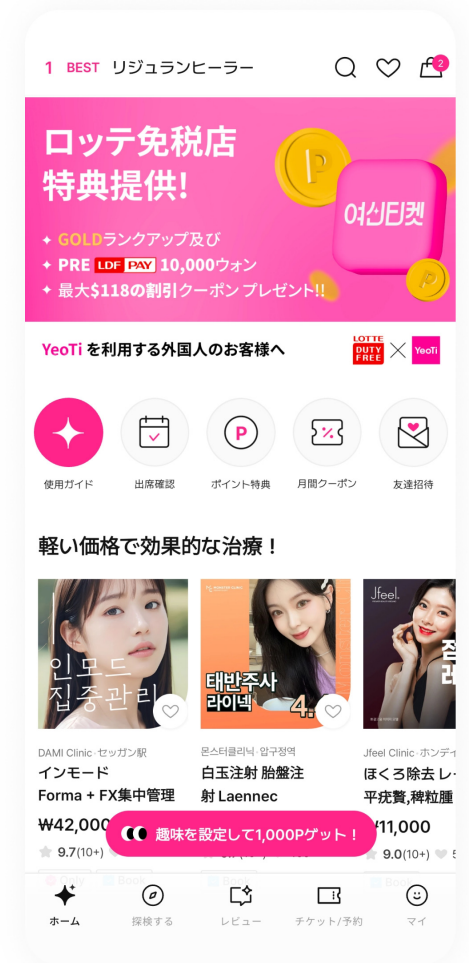 1 BEST リジュランヒーラー
2
ロッテ免税店
特典提供!
P
여신티켓
GOLDランクアップ及び
PRE LDF PAY 10,000ウォン
最大$118の割引クーポン プレゼント!!
P
YeoTi を利用する外国人のお客様へ
LOTTE DUTY FREE × YeoTi
P
使用ガイド 出席確認 ポイント特典 月間クーポン 友達招待
軽い価格で効果的な治療！
인모드
집중관리
태반주사
라이넥
4.
Jfeel.
DAMI Clinic·セッガン駅
インモード
Forma + FX集中管理
₩42,000
9.7(10+)
몬스터클리닉·압구정역
白玉注射 胎盤注
射 Laennec
Jfeel Clinic·ホンデ
ほくろ除去 レ
平疣贅,稗粒腫
11,000
9.0(10+)
趣味を設定して1,000Pゲット！
ホーム 探検する レビュー チケット/予約 マイ